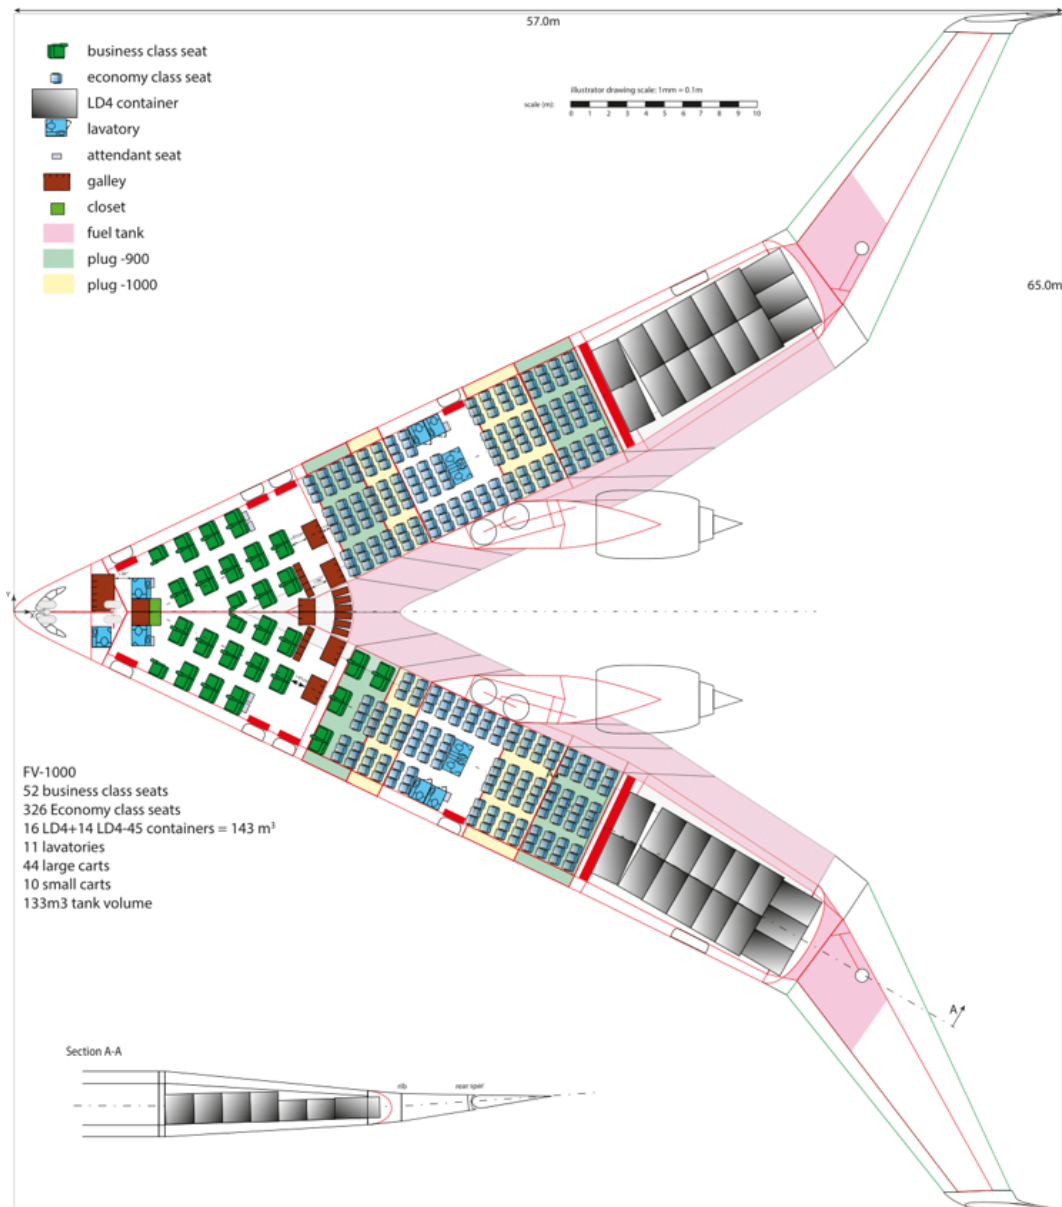 57.0m
business class seat
economy class seat
LD4 container
lavatory
attendant seat
galley
closet
fuel tank
plug -900
plug -1000
illustrator drawing scale: 1mm = 0.1m
scale (m):
0 1 2 3 4 5 6 7 8 9 10
65.0m
Y
X
FV-1000
52 business class seats
326 Economy class seats
16 LD4+14 LD4-45 containers = 143 m³
11 lavatories
44 large carts
10 small carts
133m3 tank volume
A
Section A-A
rib
rear spar